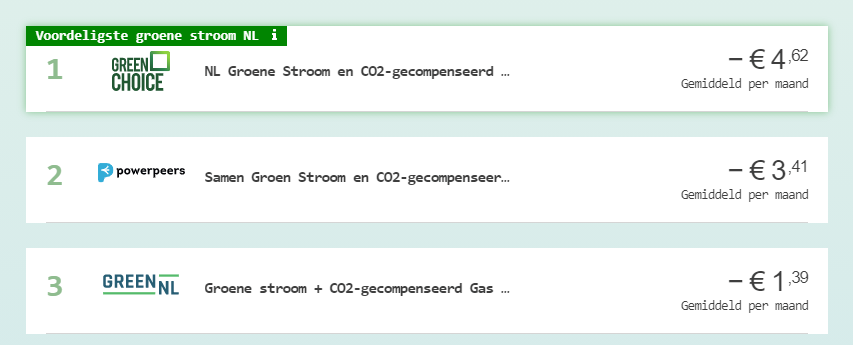 Voordeligste groene stroom NL i
1
GREEN
CHOICE
NL Groene Stroom en CO2-gecompenseerd …
– € 4,62
Gemiddeld per maand
2
powerpeers
Samen Groen Stroom en CO2-gecompenseer…
– € 3,41
Gemiddeld per maand
3
GREEN
NL
Groene stroom + CO2-gecompenseerd Gas …
– € 1,39
Gemiddeld per maand